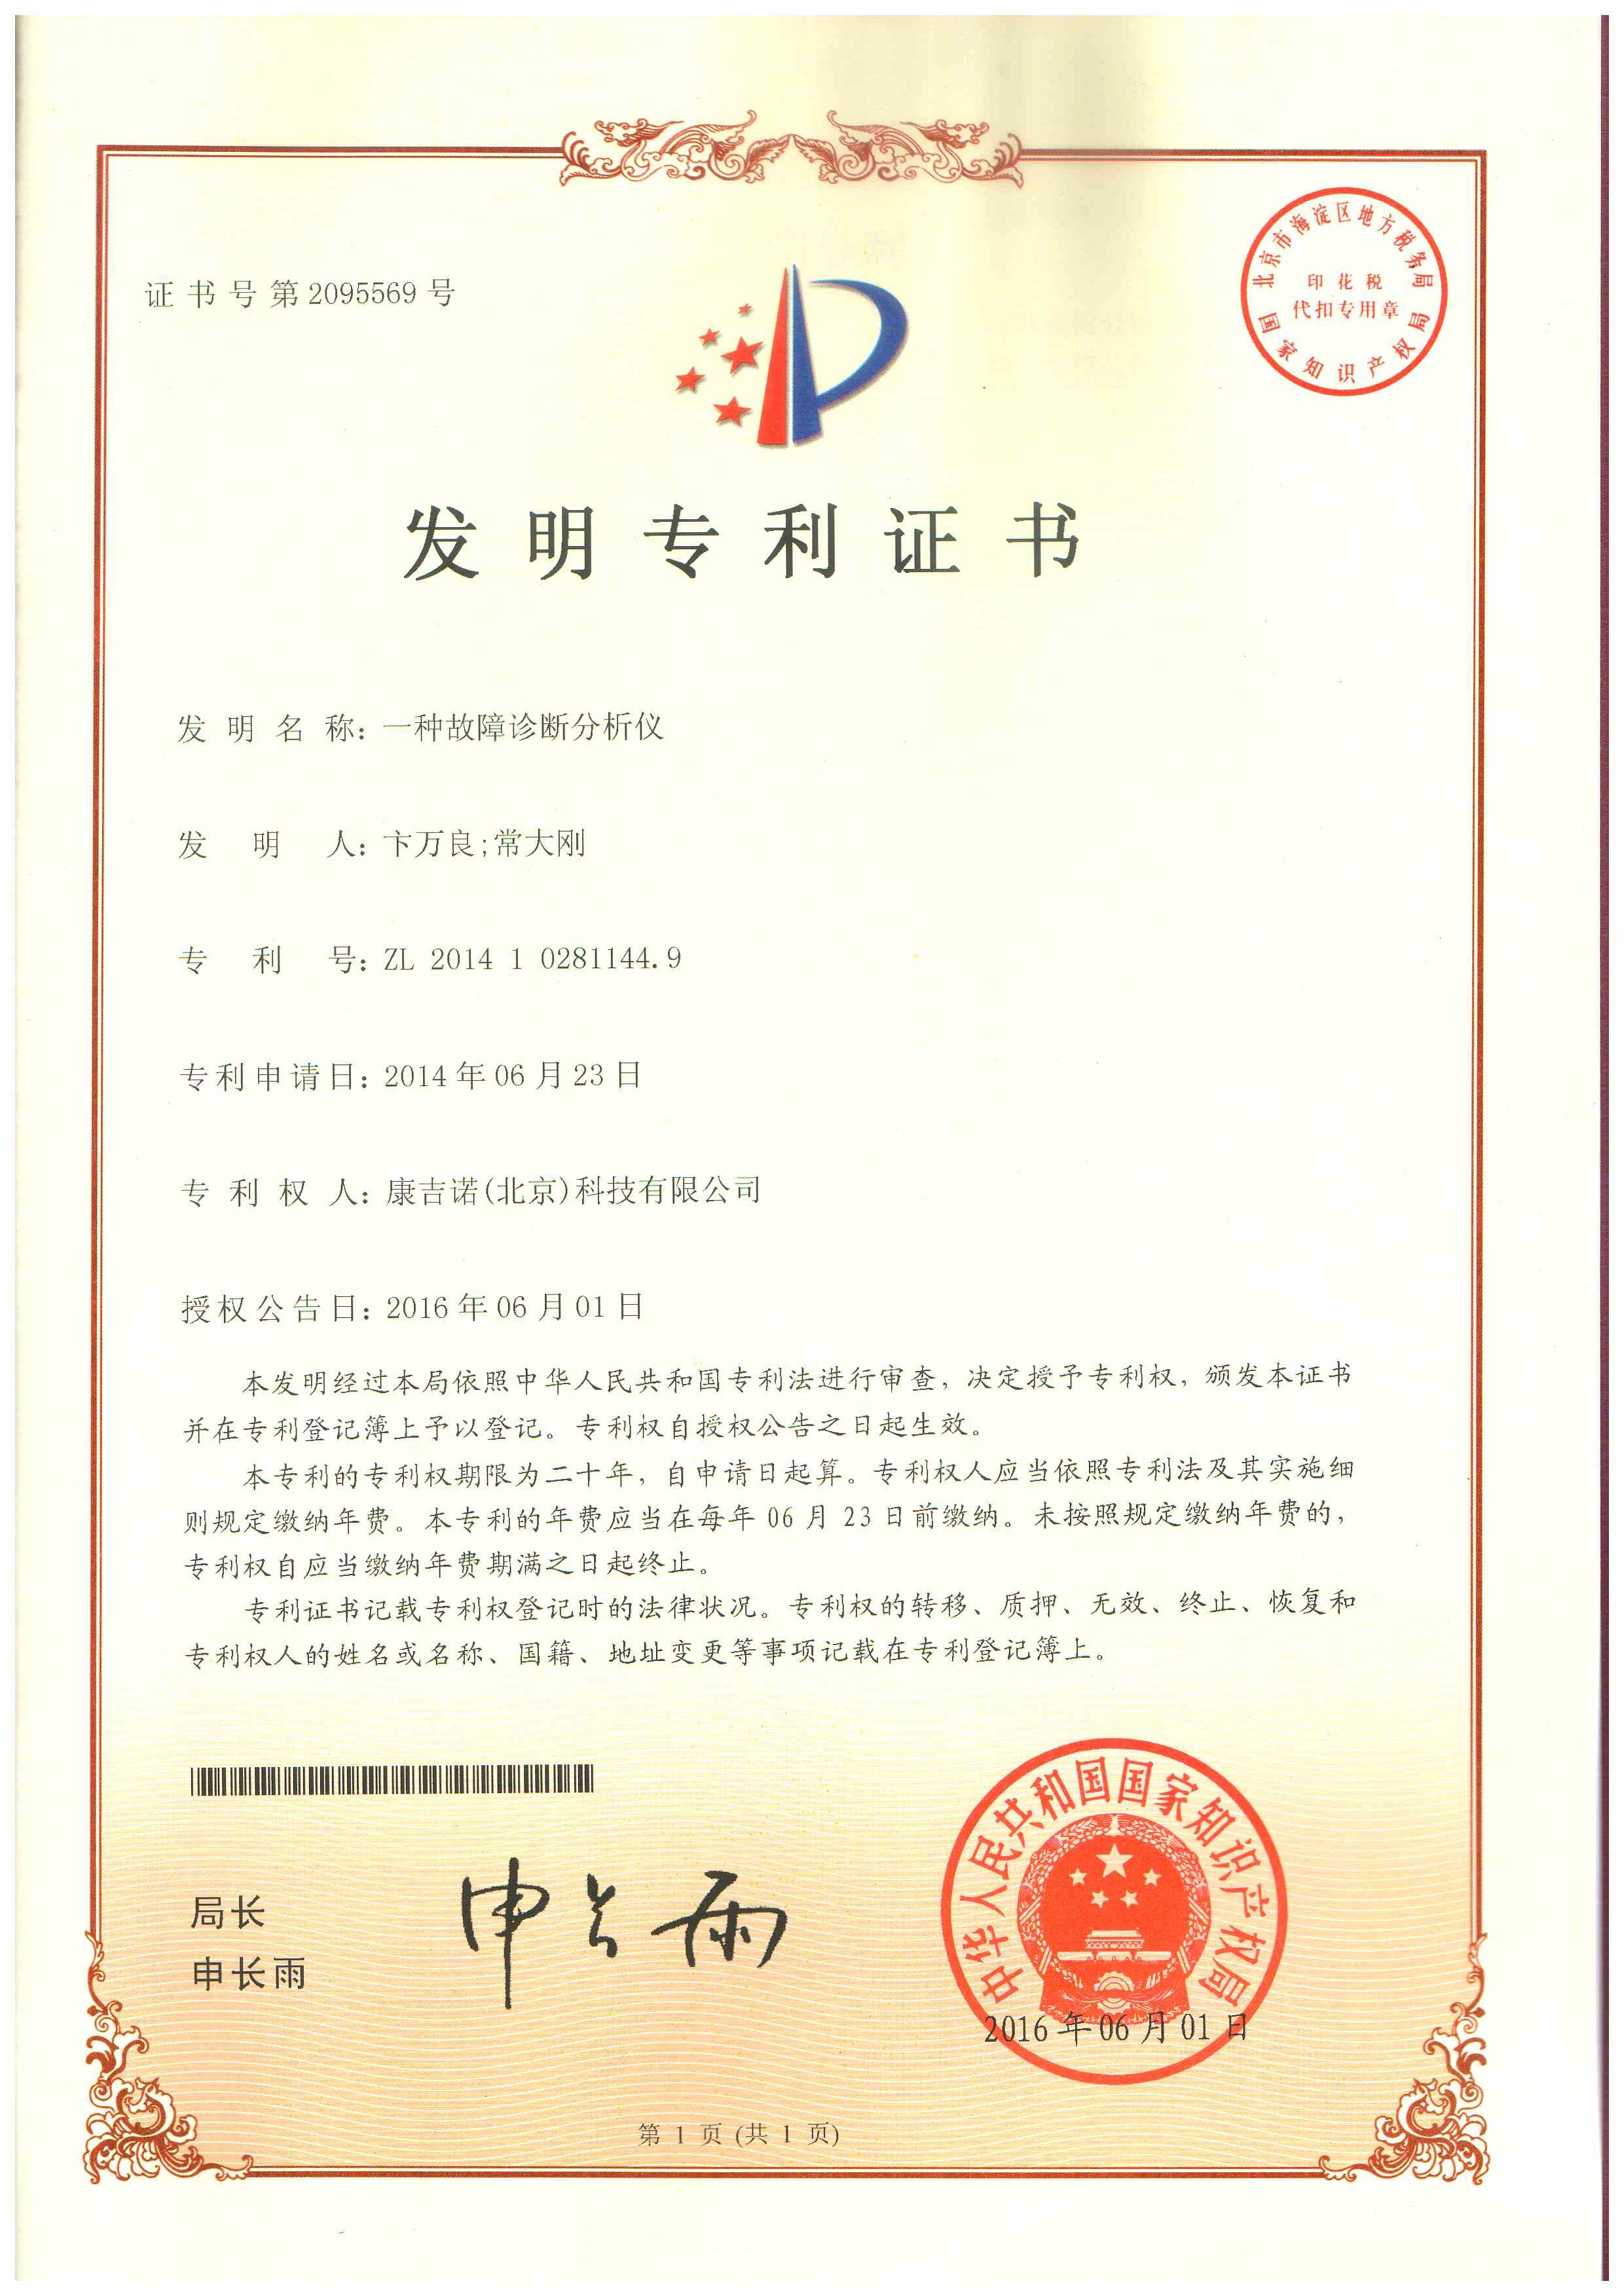 证书号第2095569号
北京市海淀区地方税务局
印花税
代扣专用章
国家知识产权局
发明专利证书
发明名称：一种故障诊断分析仪
发明人：卞万良;常大刚
专利号：ZL 2014 1 0281144.9
专利申请日：2014年06月23日
专利权人：康吉诺(北京)科技有限公司
授权公告日：2016年06月01日
本发明经过本局依照中华人民共和国专利法进行审查，决定授予专利权，颁发本证书
并在专利登记簿上予以登记。专利权自授权公告之日起生效。
本专利的专利权期限为二十年，自申请日起算。专利权人应当依照专利法及其实施细
则规定缴纳年费。本专利的年费应当在每年06月23日前缴纳。未按照规定缴纳年费的，
专利权自应当缴纳年费期满之日起终止。
专利证书记载专利权登记时的法律状况。专利权的转移、质押、无效、终止、恢复和
专利权人的姓名或名称、国籍、地址变更等事项记载在专利登记簿上。
局长
申长雨
申长雨
中华人民共和国国家知识产权局
2016年06月01日
第 1 页 (共 1 页)